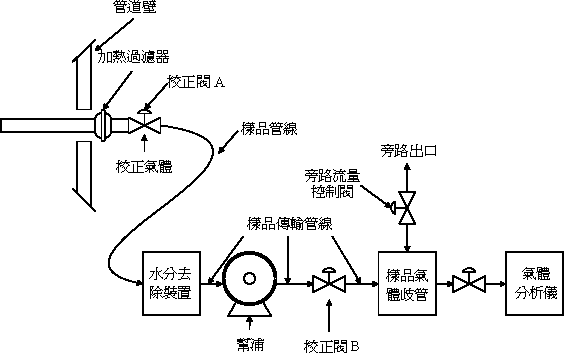 管道壁
加熱過濾器
校正閥 A
樣品管線
校正氣體
旁路出口
旁路流量
控制閥
樣品傳輸管線
水分去
除裝置
樣品氣
體歧管
氣體
分析儀
幫浦
校正閥 B